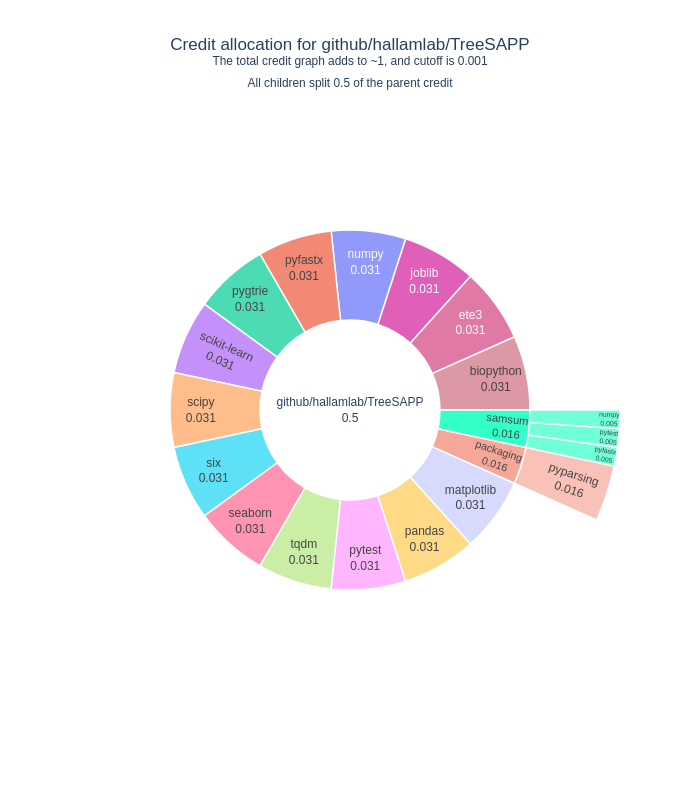 Credit allocation for github/hallamlab/TreeSAPP
The total credit graph adds to ~1, and cutoff is 0.001
All children split 0.5 of the parent credit
github/hallamlab/TreeSAPP
0.5
biopython
0.031
ete3
0.031
joblib
0.031
numpy
0.031
pyfastx
0.031
pygtrie
0.031
scikit-learn
0.031
scipy
0.031
six
0.031
seaborn
0.031
tqdm
0.031
pytest
0.031
pandas
0.031
matplotlib
0.031
packaging
0.016
samsum
0.016
numpy
0.005
pytest
0.005
pyfastx
0.005
pyparsing
0.016